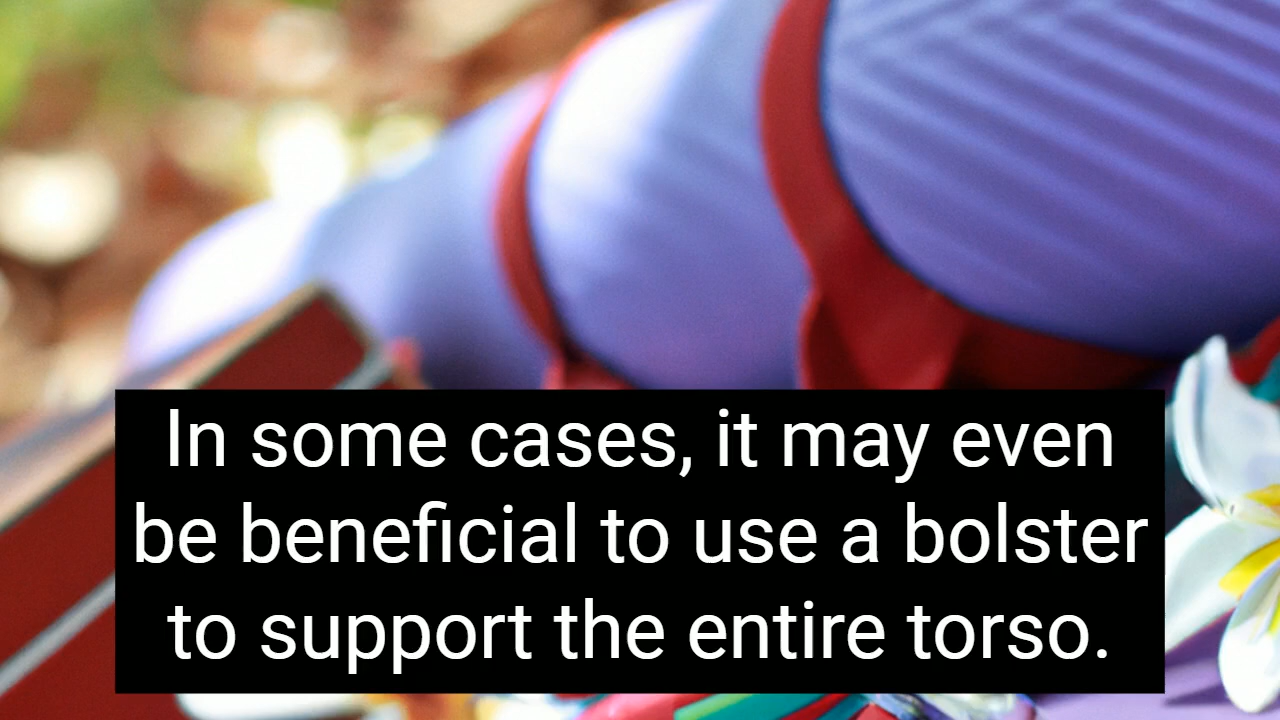 In some cases, it may even
be beneficial to use a bolster
to support the entire torso.